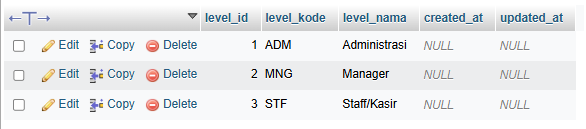 ←T→ level_id level_kode level_nama created_at updated_at
Edit Copy Delete 1 ADM Administrasi NULL NULL
Edit Copy Delete 2 MNG Manager NULL NULL
Edit Copy Delete 3 STF Staff/Kasir NULL NULL